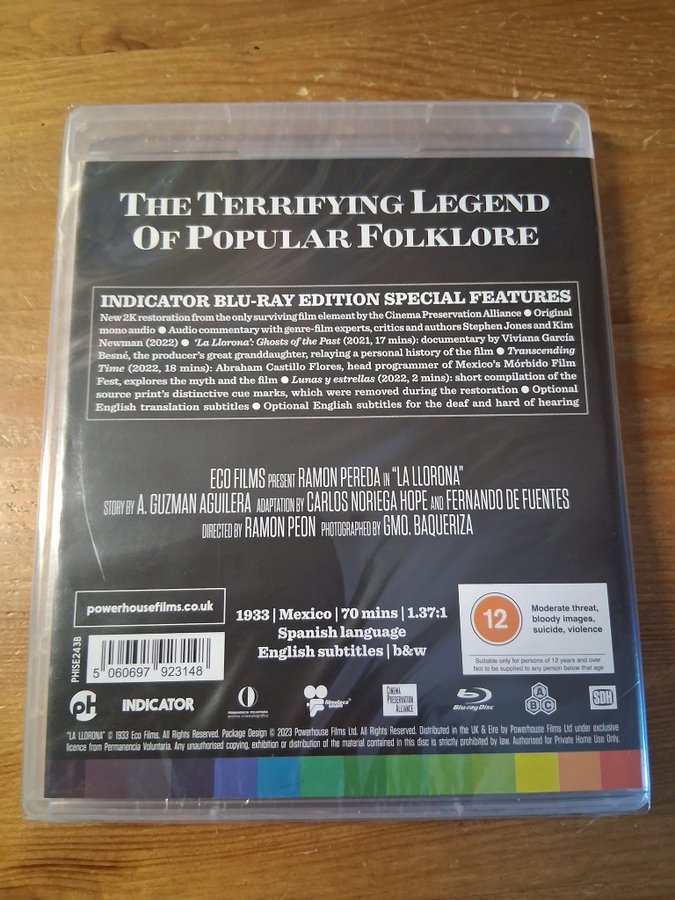 THE TERRIFYING LEGEND
OF POPULAR FOLKLORE
INDICATOR BLU-RAY EDITION SPECIAL FEATURES
New 2K restoration from the only surviving film element by the Cinema Preservation Alliance ● Original
mono audio ● Audio commentary with genre-film experts, critics and authors Stephen Jones and Kim
Newman (2022) ● 'La Llorona': Ghosts of the Past (2021, 17 mins): documentary by Viviana García
Besné, the producer's great granddaughter, relaying a personal history of the film ● Transcending
Time (2022, 18 mins): Abraham Castillo Flores, head programmer of Mexico's Mórbido Film
Fest, explores the myth and the film ● Lunas y estrellas (2022, 2 mins): short compilation of the
source print's distinctive cue marks, which were removed during the restoration ● Optional
English translation subtitles ● Optional English subtitles for the deaf and hard of hearing
ECO FILMS PRESENT RAMON PEREDA IN "LA LLORONA"
STORY BY A. GUZMAN AGUILERA ADAPTATION BY CARLOS NORIEGA HOPE AND FERNANDO DE FUENTES
DIRECTED BY RAMON PEON PHOTOGRAPHED BY GMO. BAQUERIZA
powerhousefilms.co.uk
1933 | Mexico | 70 mins | 1.37:1
Spanish language
English subtitles | b&w
12
Moderate threat,
bloody images,
suicide, violence
Suitable only for persons of 12 years and over
Not to be supplied to any person below that age
PHISE243B
5 060697 923148
pH INDICATOR PERMANENCIA VOLUNTARIA archivo cinematográfico filmoteca unam CINEMA PRESERVATION ALLIANCE Blu-ray Disc ABC SDH
"LA LLORONA" © 1933 Eco Films. All Rights Reserved. Package Design © 2023 Powerhouse Films Ltd. All Rights Reserved. Distributed in the UK & Eire by Powerhouse Films Ltd under exclusive
licence from Permanencia Voluntaria. Any unauthorised copying, exhibition or distribution of the material contained in this disc is strictly prohibited by law. Authorised for Private Home Use Only.